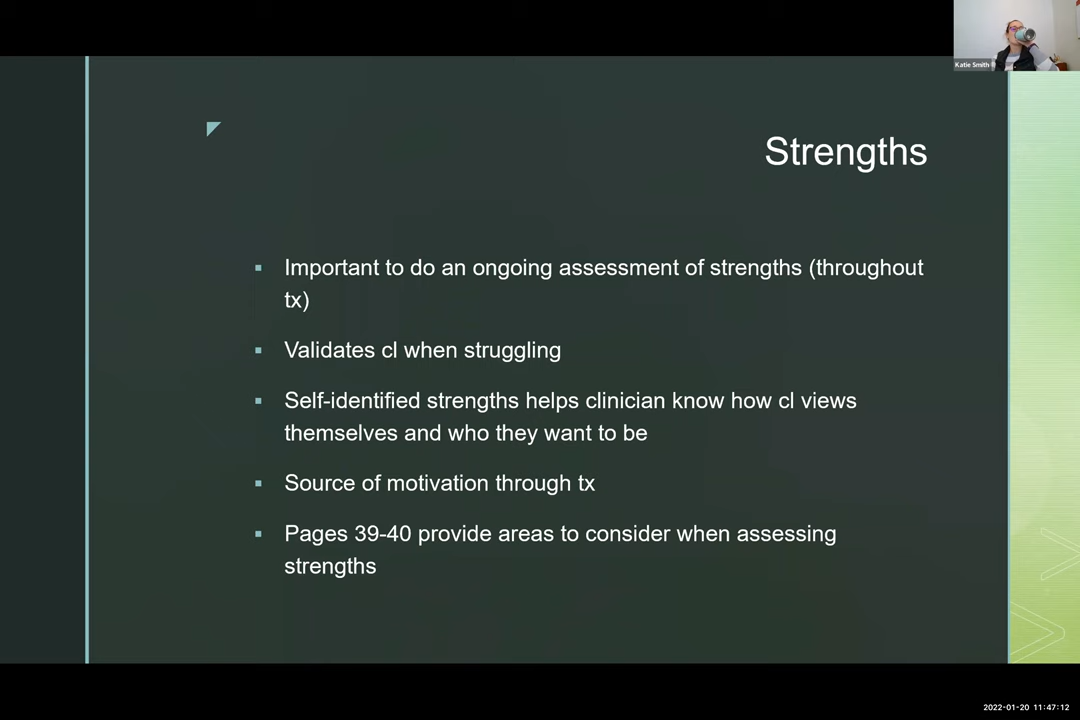 Katie Smith
Strengths
Important to do an ongoing assessment of strengths (throughout
tx)
Validates cl when struggling
Self-identified strengths helps clinician know how cl views
themselves and who they want to be
Source of motivation through tx
Pages 39-40 provide areas to consider when assessing
strengths
2022-01-20 11:47:12